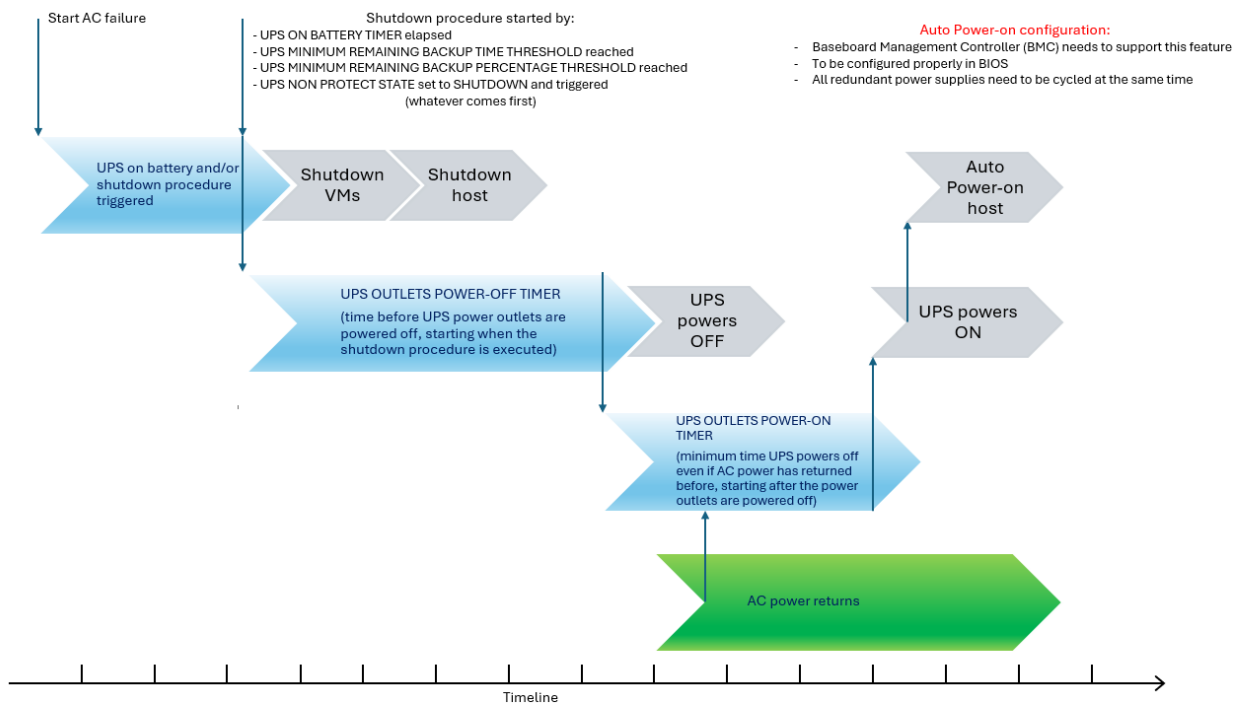 Start AC failure
Shutdown procedure started by:
- UPS ON BATTERY TIMER elapsed
- UPS MINIMUM REMAINING BACKUP TIME THRESHOLD reached
- UPS MINIMUM REMAINING BACKUP PERCENTAGE THRESHOLD reached
- UPS NON PROTECT STATE set to SHUTDOWN and triggered
(whatever comes first)
Auto Power-on configuration:
- Baseboard Management Controller (BMC) needs to support this feature
- To be configured properly in BIOS
- All redundant power supplies need to be cycled at the same time
UPS on battery and/or
shutdown procedure
triggered
Shutdown
VMs
Shutdown
host
Auto
Power-on
host
UPS OUTLETS POWER-OFF TIMER
(time before UPS power outlets are
powered off, starting when the
shutdown procedure is executed)
UPS
powers
OFF
UPS powers
ON
UPS OUTLETS POWER-ON
TIMER
(minimum time UPS powers off
even if AC power has returned
before, starting after the power
outlets are powered off)
AC power returns
Timeline